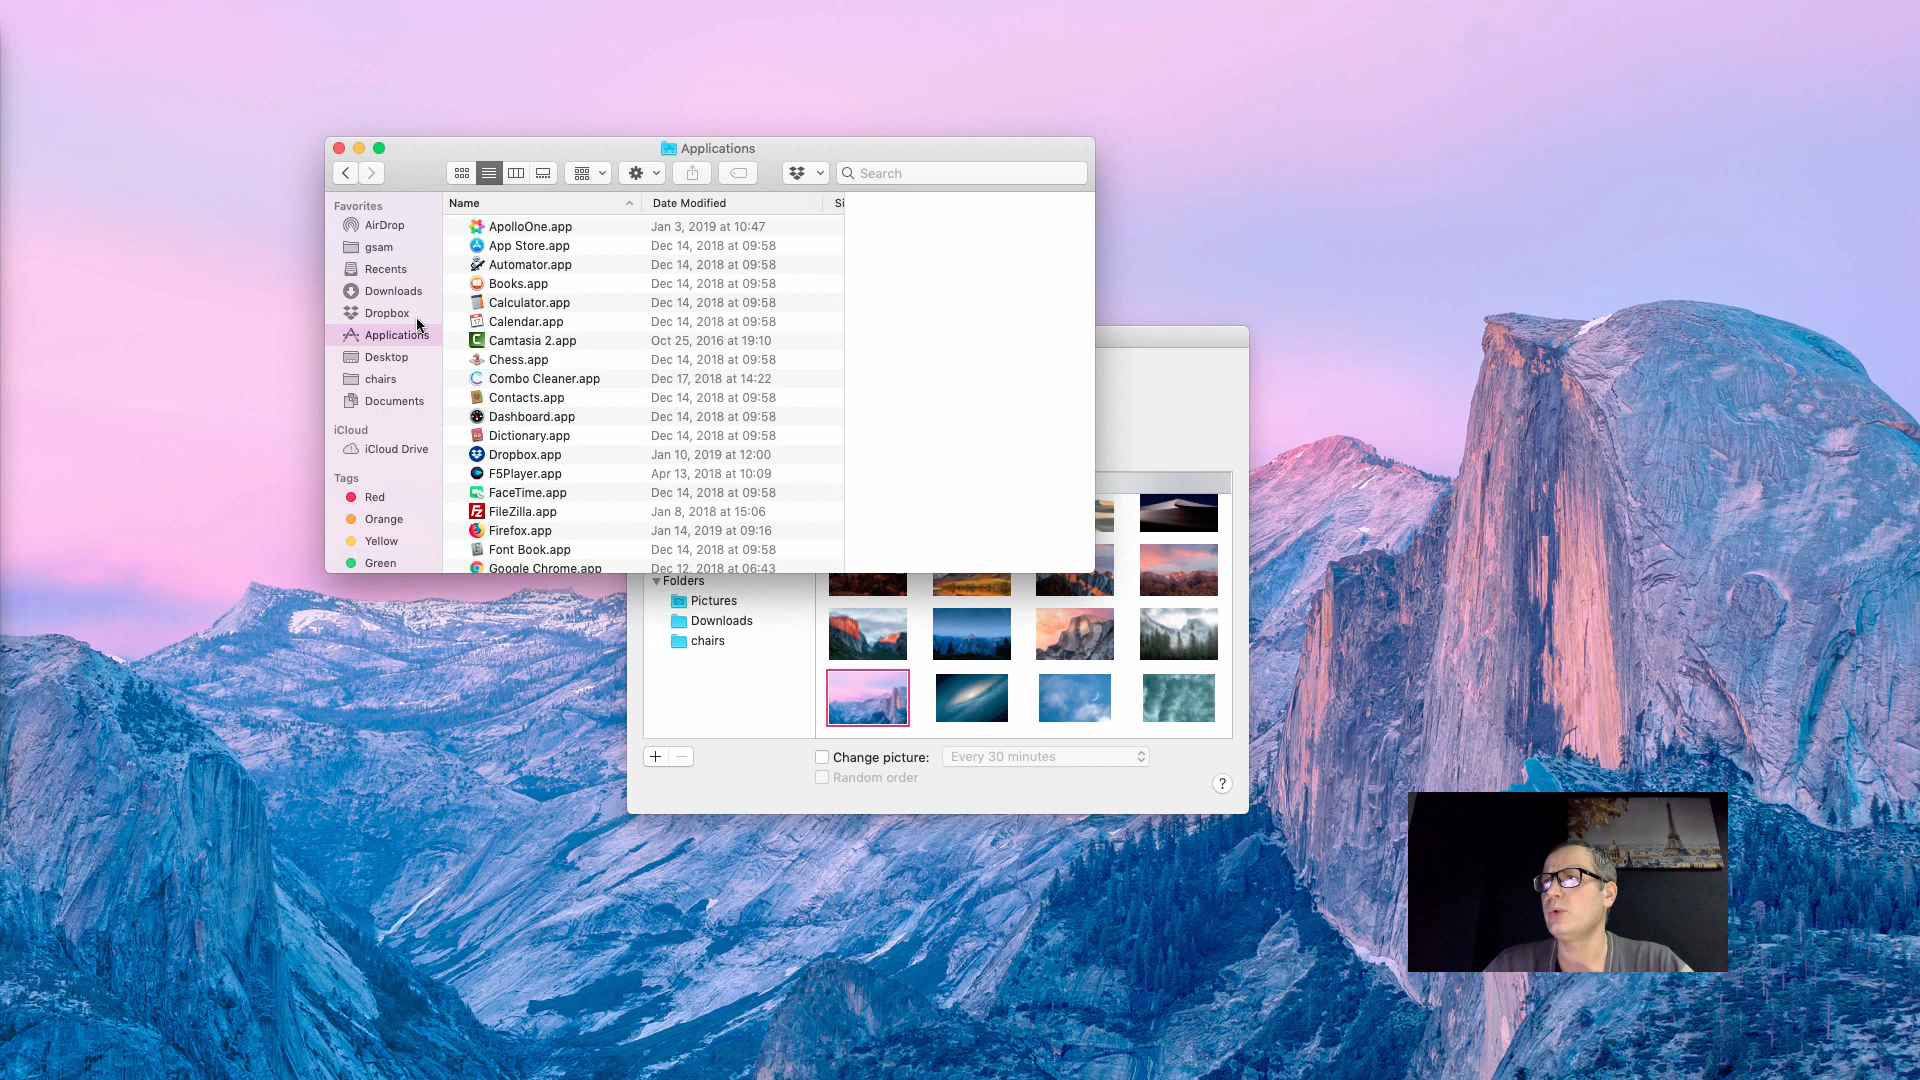 Applications
Search
Name
Date Modified
Si
Favorites
AirDrop
gsam
Recents
Downloads
Dropbox
Applications
Desktop
chairs
Documents
iCloud
iCloud Drive
Tags
Red
Orange
Yellow
Green
ApolloOne.app Jan 3, 2019 at 10:47
App Store.app Dec 14, 2018 at 09:58
Automator.app Dec 14, 2018 at 09:58
Books.app Dec 14, 2018 at 09:58
Calculator.app Dec 14, 2018 at 09:58
Calendar.app Dec 14, 2018 at 09:58
Camtasia 2.app Oct 25, 2016 at 19:10
Chess.app Dec 14, 2018 at 09:58
Combo Cleaner.app Dec 17, 2018 at 14:22
Contacts.app Dec 14, 2018 at 09:58
Dashboard.app Dec 14, 2018 at 09:58
Dictionary.app Dec 14, 2018 at 09:58
Dropbox.app Jan 10, 2019 at 12:00
F5Player.app Apr 13, 2018 at 10:09
FaceTime.app Dec 14, 2018 at 09:58
FileZilla.app Jan 8, 2018 at 15:06
Firefox.app Jan 14, 2019 at 09:16
Font Book.app Dec 14, 2018 at 09:58
Google Chrome.app Dec 12, 2018 at 06:43
Folders
Pictures
Downloads
chairs
+ −
Change picture: Every 30 minutes
Random order
?